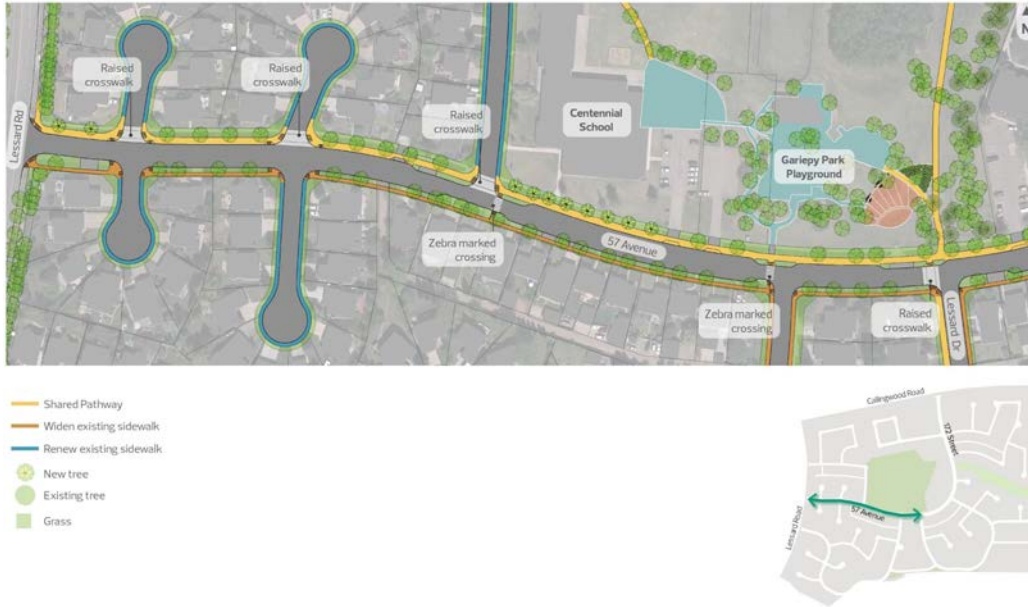 N
Raised
crosswalk
Raised
crosswalk
Raised
crosswalk
Lessard Rd
Centennial
School
Gariepy Park
Playground
57 Avenue
Zebra marked
crossing
Zebra marked
crossing
Raised
crosswalk
Lessard Dr
Shared Pathway
Widen existing sidewalk
Renew existing sidewalk
New tree
Existing tree
Grass
Callingwood Road
172 Street
57 Avenue
Lessard Road